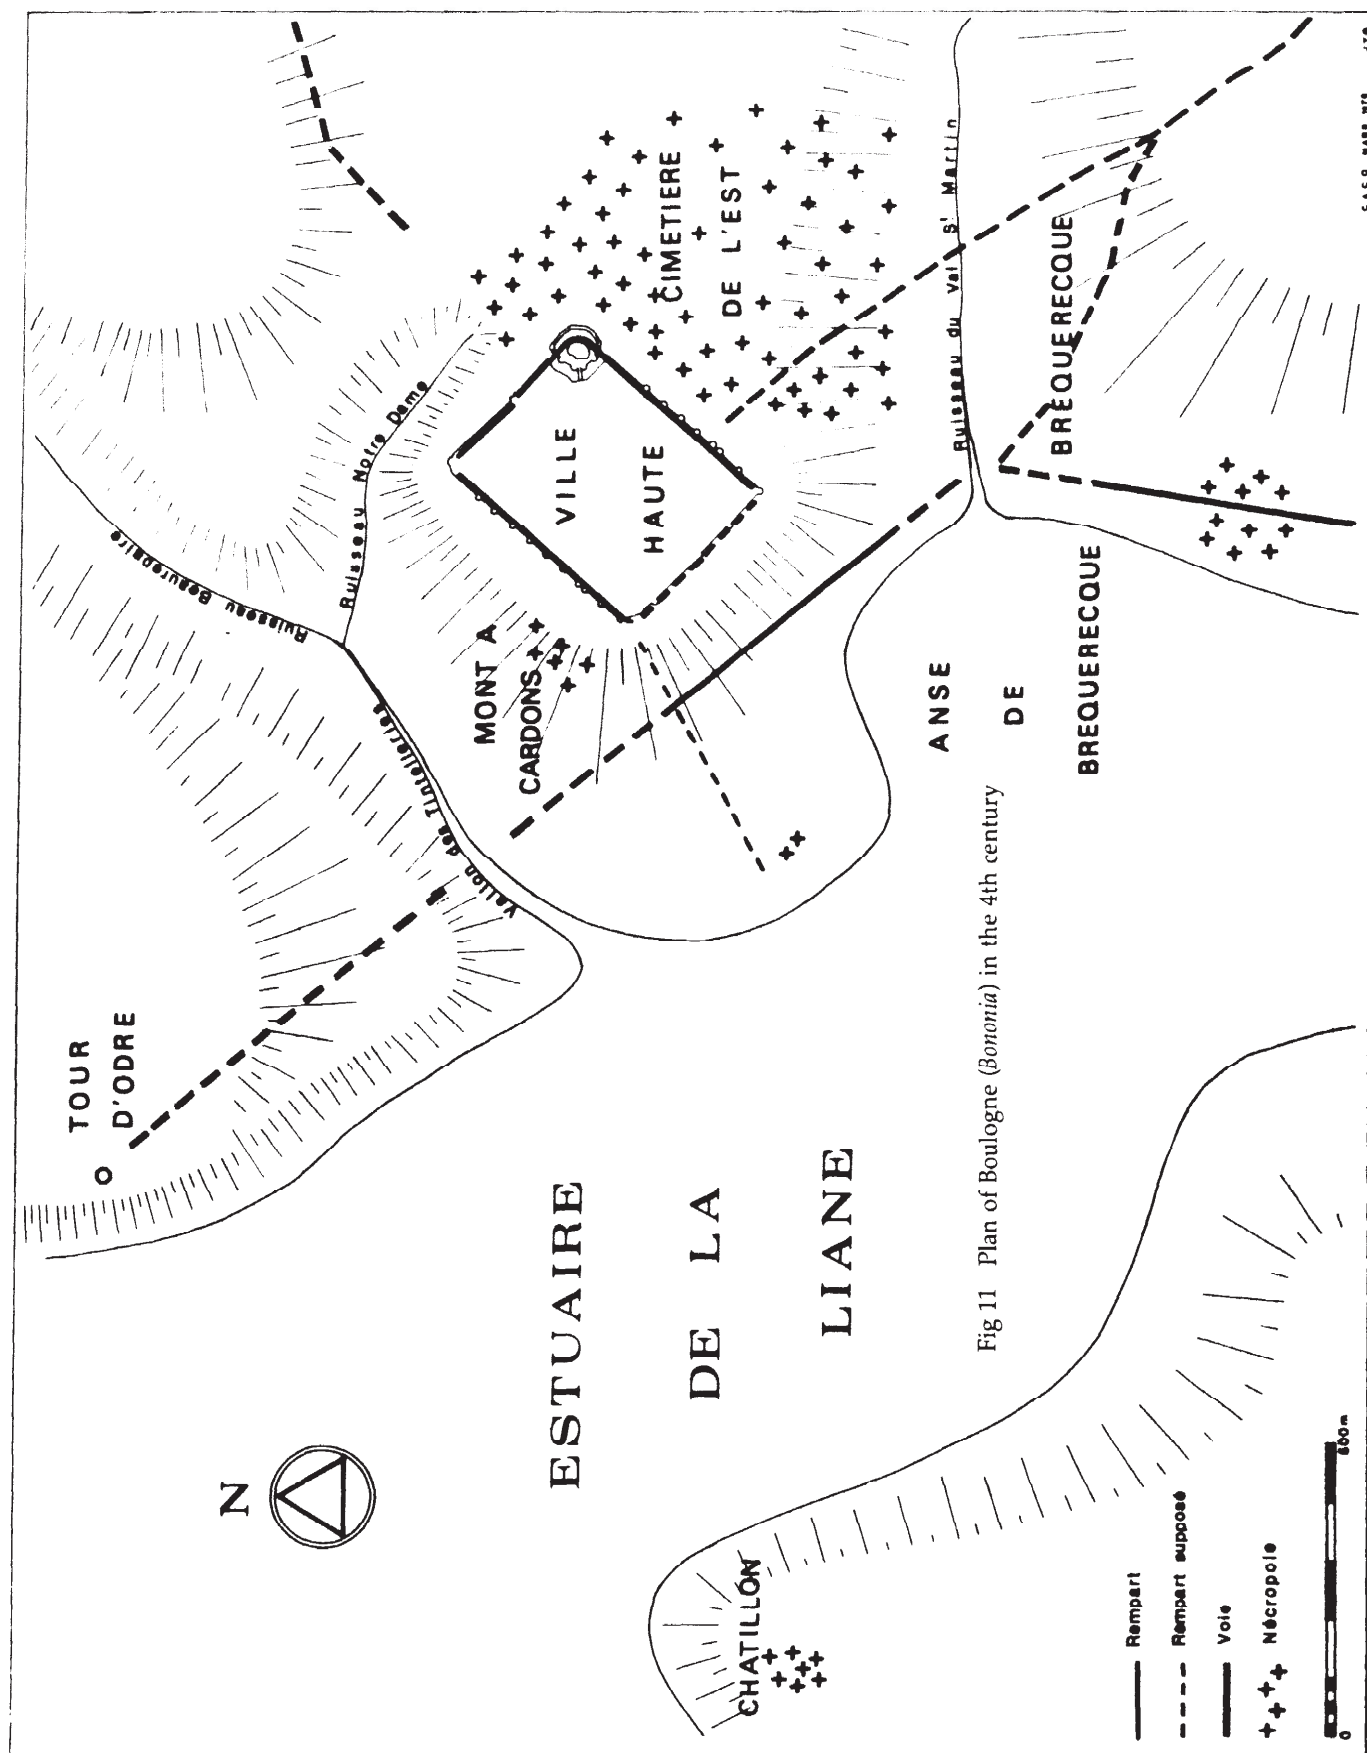 N
TOUR
D'ODRE
Ruisseau Beaurepaire
Ruisseau Notre Dame
Vallon des Tintelleries
MONT A
CARDONS
VILLE
HAUTE
CIMETIERE
DE L'EST
Ruisseau du Val St Martin
BREQUERECQUE
ANSE
DE
BREQUERECQUE
ESTUAIRE
DE LA
LIANE
CHATILLON
Rempart
Rempart supposé
Voie
Nécropole
0
500m
Fig 11 Plan of Boulogne (Bononia) in the 4th century